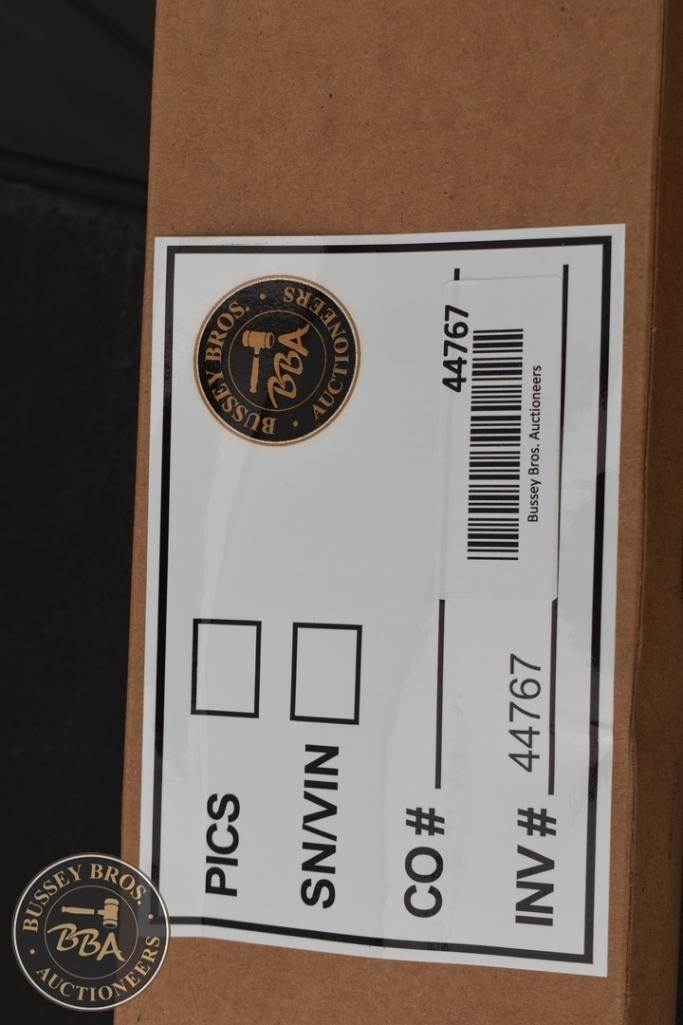 BUSSEY BROS. • AUCTIONEERS •
BBA
PICS
SN/VIN
CO #
44767
Bussey Bros. Auctioneers
INV # 44767
BUSSEY BROS. • AUCTIONEERS •
BBA